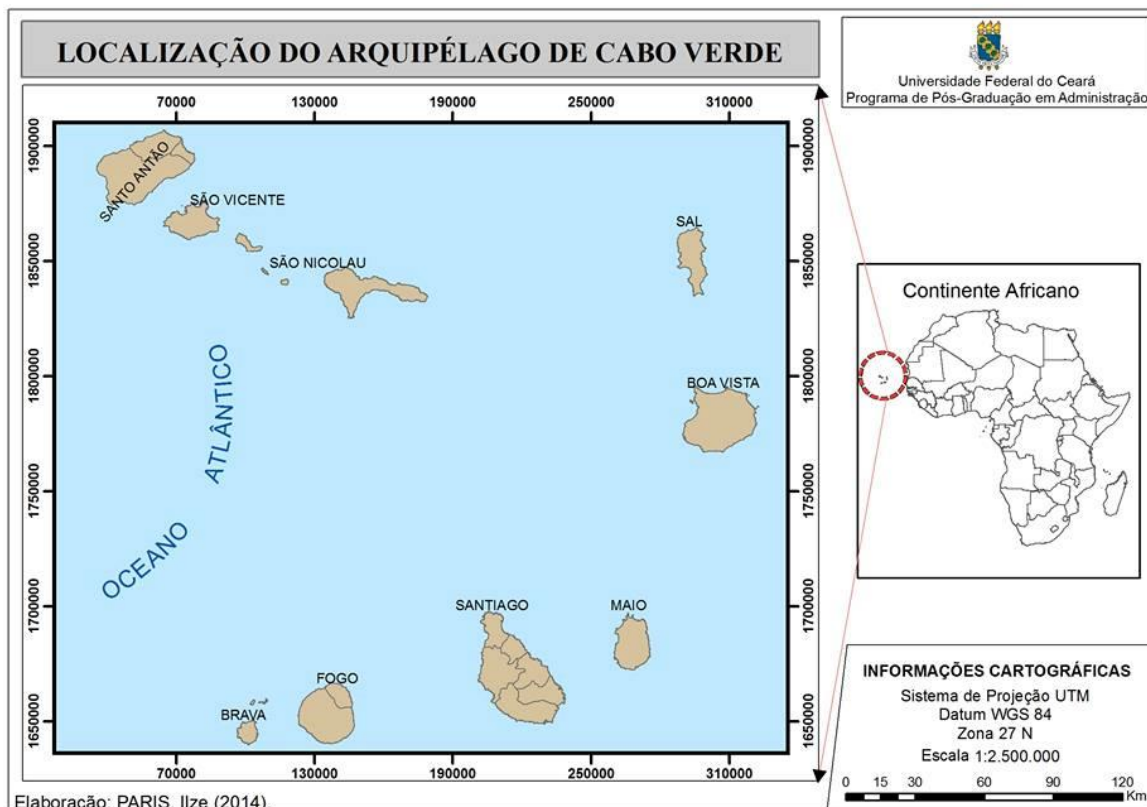 LOCALIZAÇÃO DO ARQUIPÉLAGO DE CABO VERDE
Universidade Federal do Ceará
Programa de Pós-Graduação em Administração
70000 130000 190000 250000 310000
1900000 1850000 1800000 1750000 1700000 1650000
SANTO ANTÃO
SÃO VICENTE
SÃO NICOLAU
SAL
BOA VISTA
OCEANO ATLÂNTICO
SANTIAGO
MAIO
FOGO
BRAVA
1900000 1850000 1800000 1750000 1700000 1650000
70000 130000 190000 250000 310000
Continente Africano
INFORMAÇÕES CARTOGRÁFICAS
Sistema de Projeção UTM
Datum WGS 84
Zona 27 N
Escala 1:2.500.000
0 15 30 60 90 120
Km
Elaboração: PARIS, Ilze (2014).